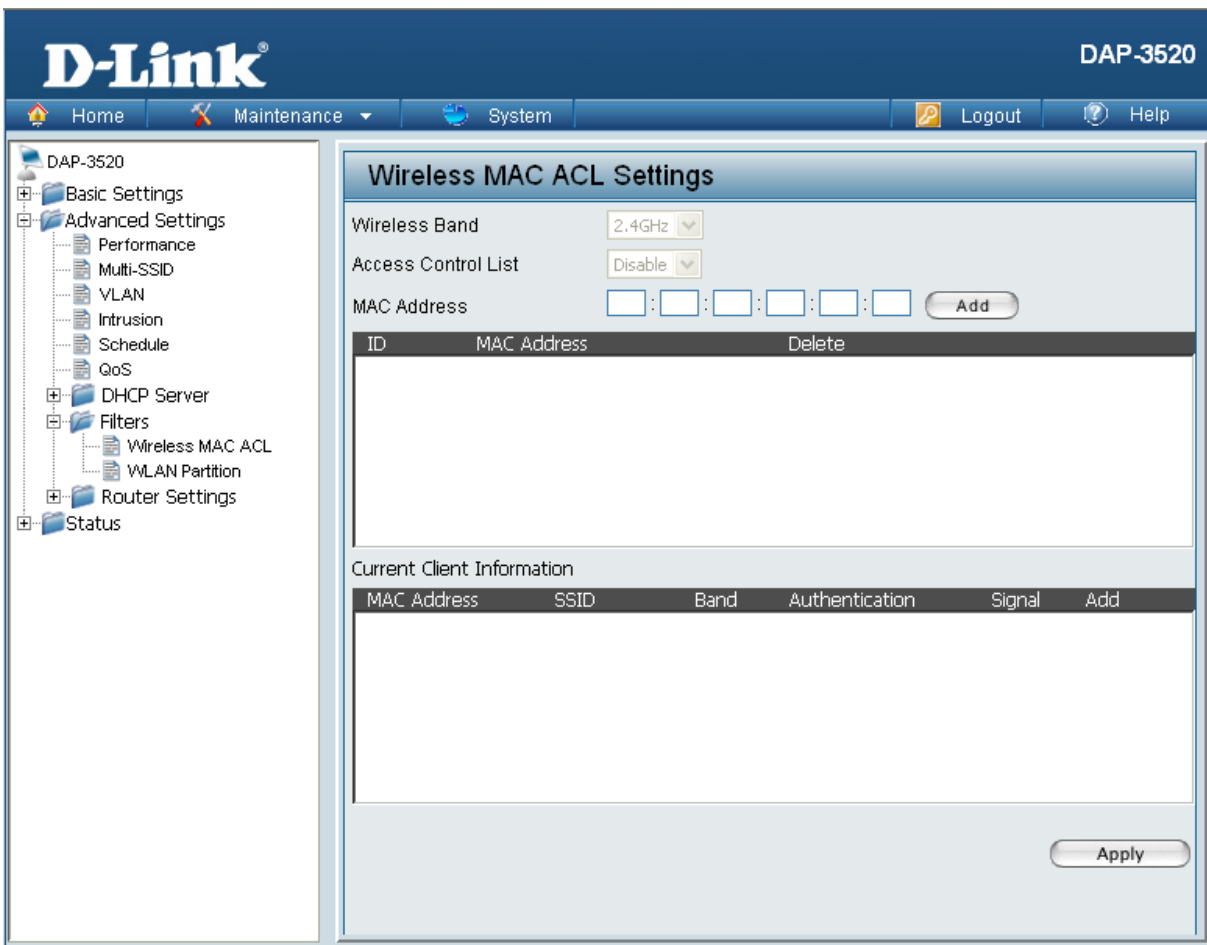 D-Link®
DAP-3520
Home Maintenance System Logout Help
DAP-3520
Basic Settings
Advanced Settings
Performance
Multi-SSID
VLAN
Intrusion
Schedule
QoS
DHCP Server
Filters
Wireless MAC ACL
WLAN Partition
Router Settings
Status
Wireless MAC ACL Settings
Wireless Band 2.4GHz
Access Control List Disable
MAC Address : : : : : Add
ID MAC Address Delete
Current Client Information
MAC Address SSID Band Authentication Signal Add
Apply